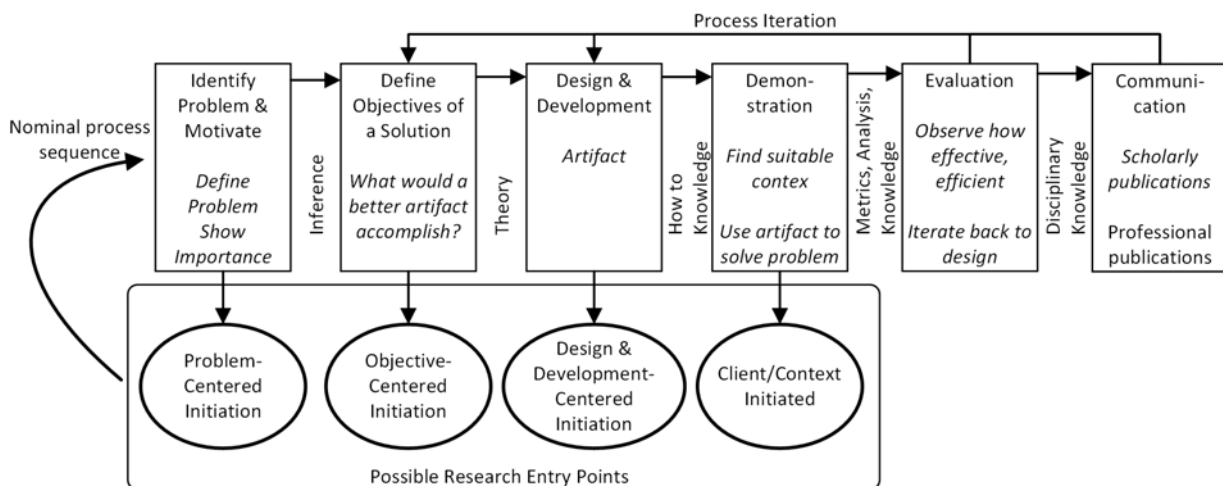 Process Iteration
Nominal process
sequence
Identify
Problem &
Motivate
Define
Problem
Show
Importance
Inference
Define
Objectives of
a Solution
What would a
better artifact
accomplish?
Theory
Design &
Development
Artifact
How to
Knowledge
Demon-
stration
Find suitable
contex
Use artifact to
solve problem
Metrics, Analysis,
Knowledge
Evaluation
Observe how
effective,
efficient
Iterate back to
design
Disciplinary
Knowledge
Communi-
cation
Scholarly
publications
Professional
publications
Problem-
Centered
Initiation
Objective-
Centered
Initiation
Design &
Development-
Centered
Initiation
Client/Context
Initiated
Possible Research Entry Points